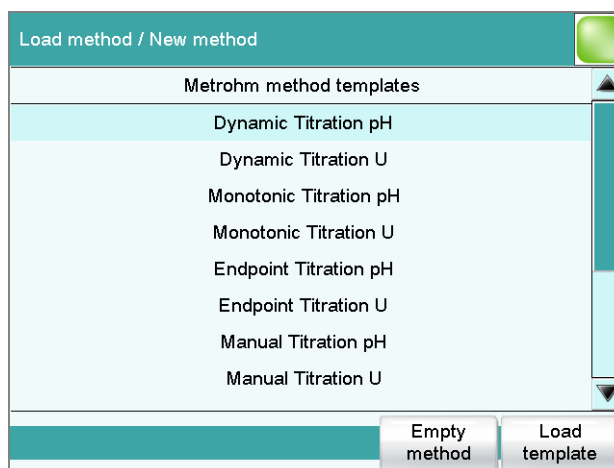 Load method / New method
Metrohm method templates
Dynamic Titration pH
Dynamic Titration U
Monotonic Titration pH
Monotonic Titration U
Endpoint Titration pH
Endpoint Titration U
Manual Titration pH
Manual Titration U
Empty
method
Load
template